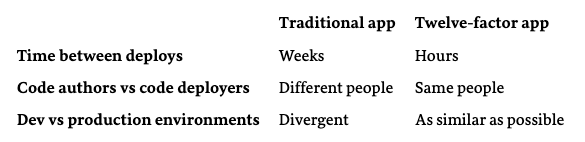 Traditional app Twelve-factor app
Time between deploys Weeks Hours
Code authors vs code deployers Different people Same people
Dev vs production environments Divergent As similar as possible